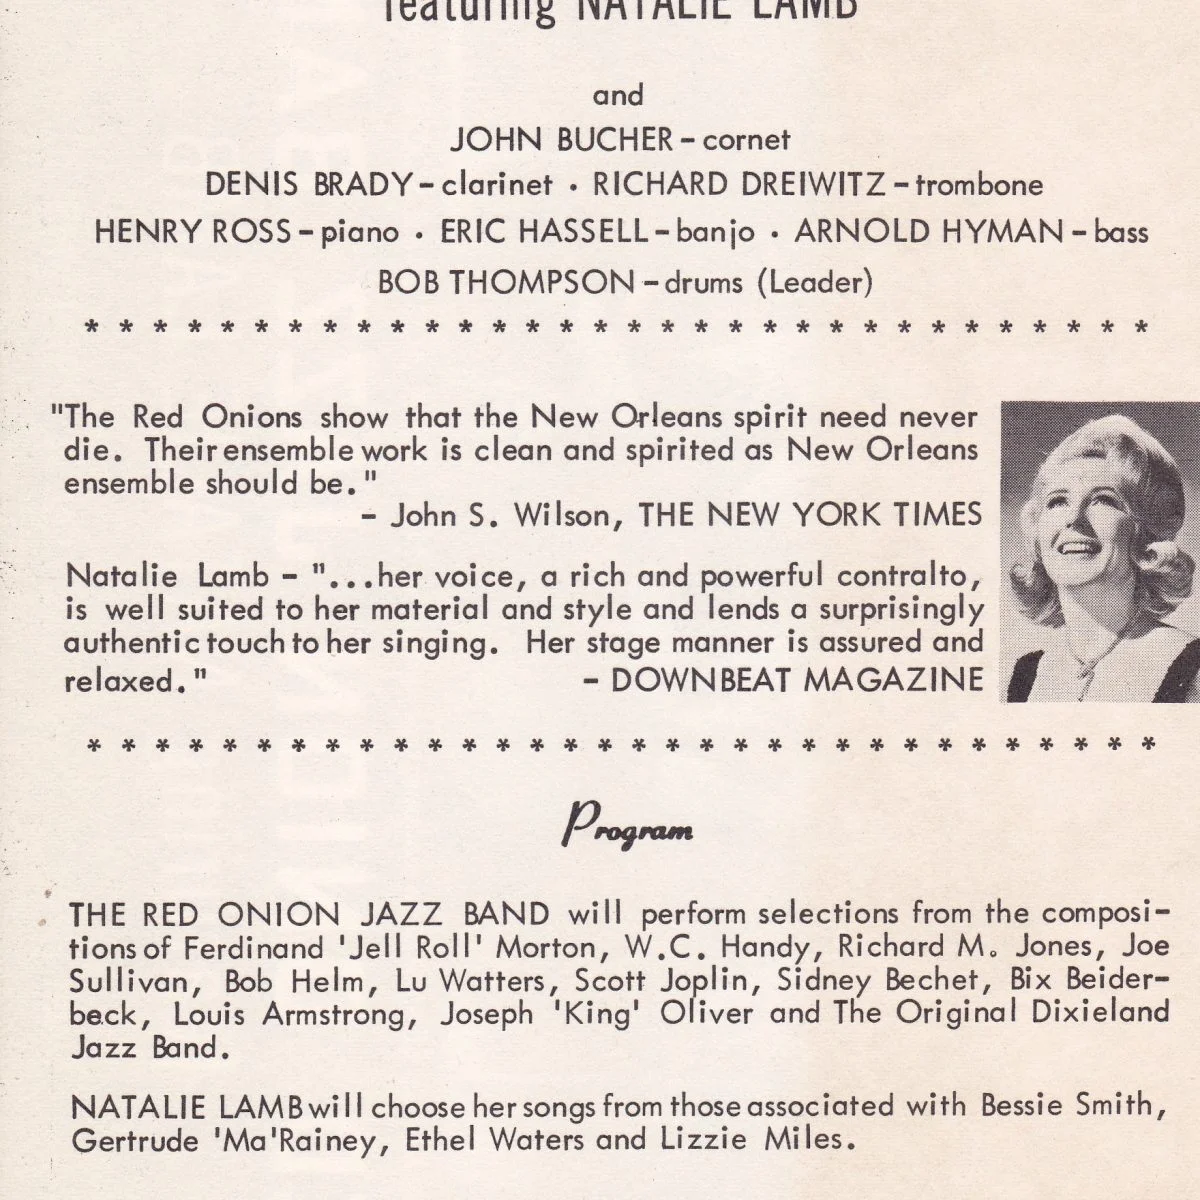 featuring NATALIE LAMB
and
JOHN BUCHER - cornet
DENIS BRADY - clarinet · RICHARD DREIWITZ - trombone
HENRY ROSS - piano · ERIC HASSELL - banjo · ARNOLD HYMAN - bass
BOB THOMPSON - drums (Leader)
* * * * * * * * * * * * * * * * * * * * * * * * * * * * * * * *
"The Red Onions show that the New Orleans spirit need never
die. Their ensemble work is clean and spirited as New Orleans
ensemble should be."
- John S. Wilson, THE NEW YORK TIMES
Natalie Lamb - "...her voice, a rich and powerful contralto,
is well suited to her material and style and lends a surprisingly
authentic touch to her singing. Her stage manner is assured and
relaxed." - DOWNBEAT MAGAZINE
* * * * * * * * * * * * * * * * * * * * * * * * * * * * * * * *
Program
THE RED ONION JAZZ BAND will perform selections from the composi-
tions of Ferdinand 'Jell Roll' Morton, W.C. Handy, Richard M. Jones, Joe
Sullivan, Bob Helm, Lu Watters, Scott Joplin, Sidney Bechet, Bix Beider-
beck, Louis Armstrong, Joseph 'King' Oliver and The Original Dixieland
Jazz Band.
NATALIE LAMB will choose her songs from those associated with Bessie Smith,
Gertrude 'Ma' Rainey, Ethel Waters and Lizzie Miles.